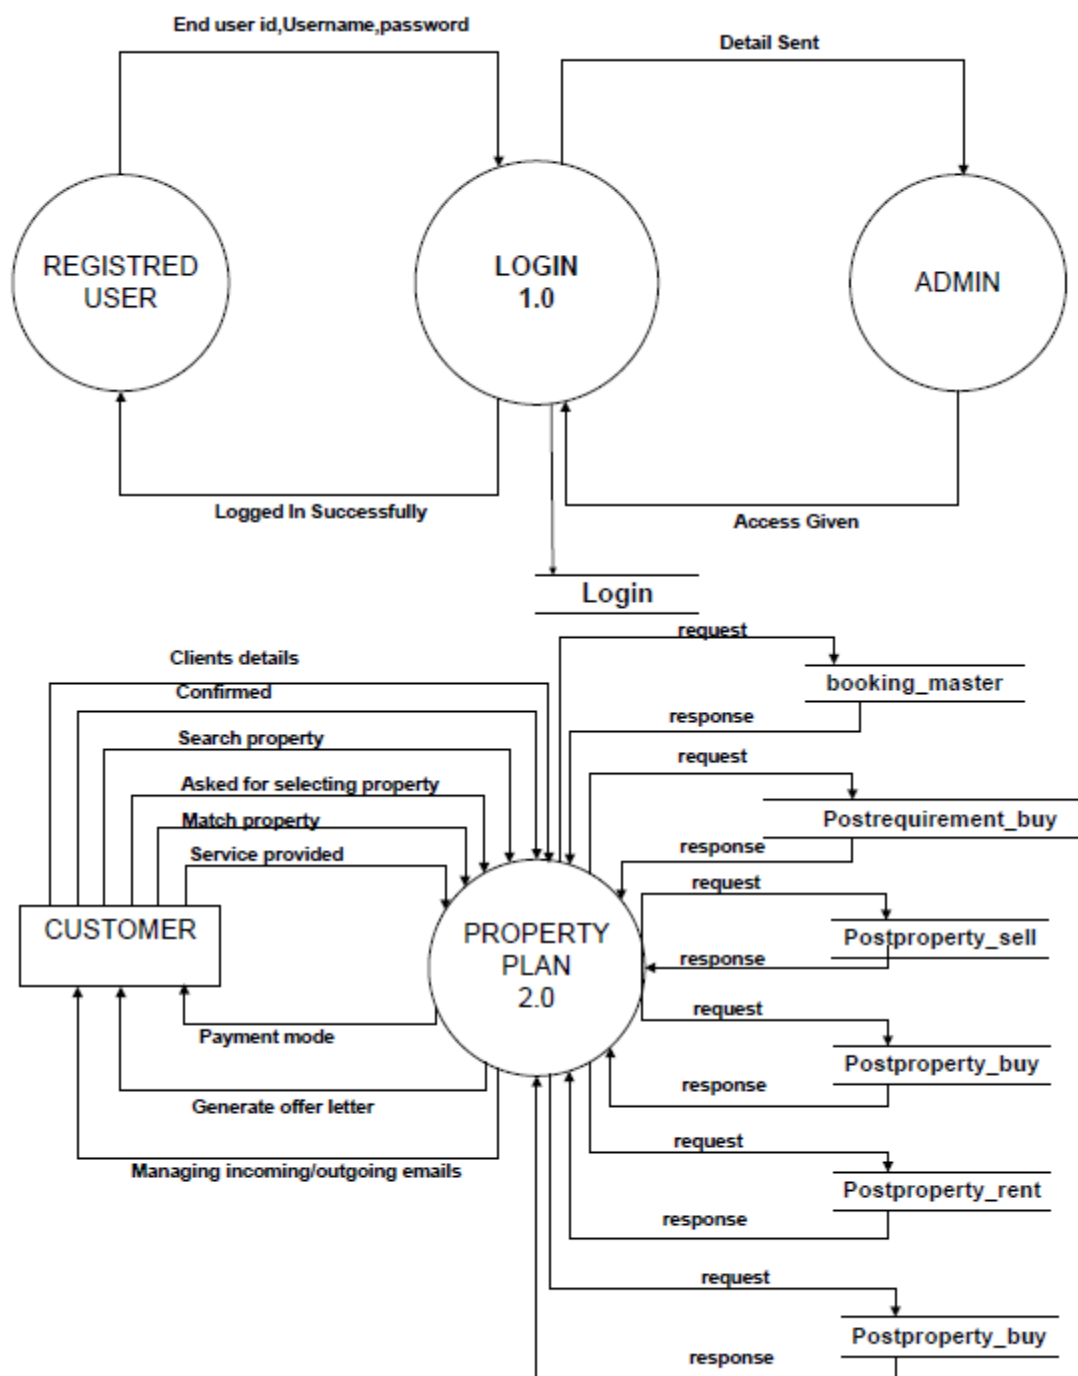 End user id,Username,password
Detail Sent
REGISTRED
USER
LOGIN
1.0
ADMIN
Logged In Successfully
Access Given
Login
request
Clients details
booking_master
Confirmed
response
Search property
request
Asked for selecting property
Postrequirement_buy
Match property
response
Service provided
request
CUSTOMER
PROPERTY
PLAN
2.0
Postproperty_sell
response
request
Payment mode
Postproperty_buy
response
Generate offer letter
request
Managing incoming/outgoing emails
Postproperty_rent
response
request
Postproperty_buy
response